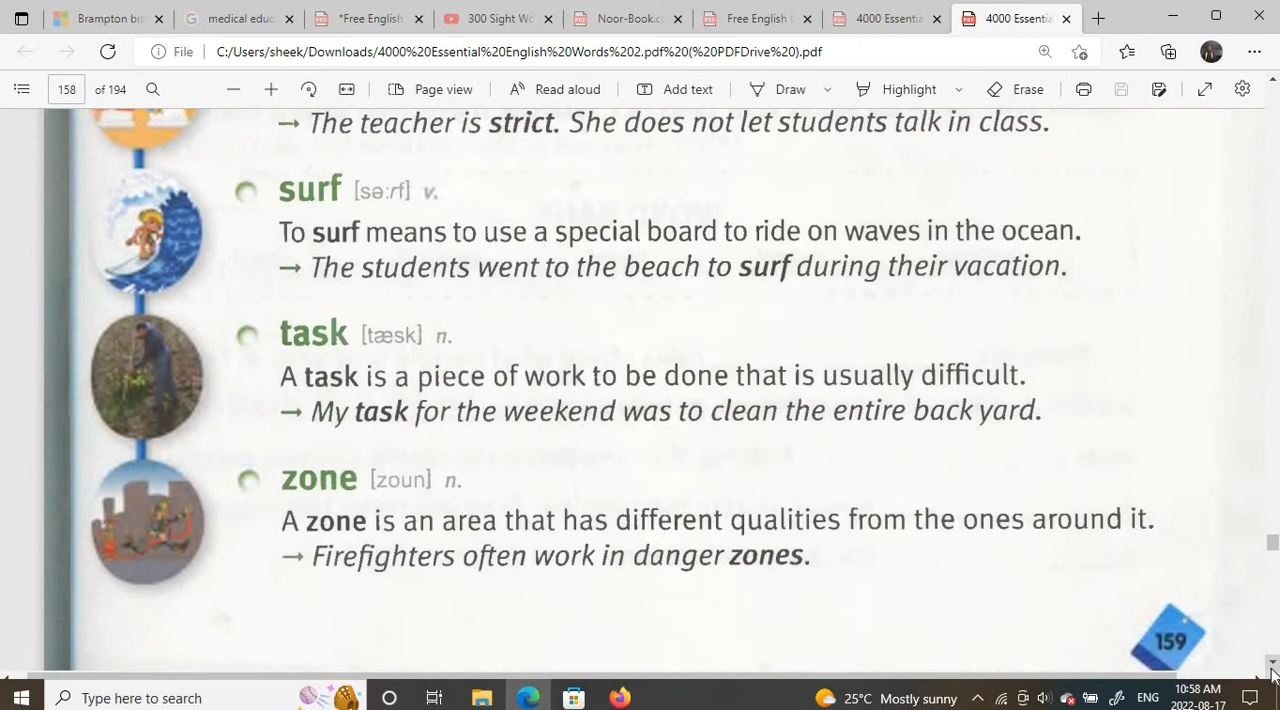 Brampton bis
medical educ
*Free English
300 Sight Wo
Noor-Book.c
Free English
4000 Essentia
4000 Essentia
File
C:/Users/sheek/Downloads/4000%20Essential%20English%20Words%202.pdf%20(%20PDFDrive%20).pdf
158 of 194
Page view
Read aloud
Add text
Draw
Highlight
Erase
→ The teacher is strict. She does not let students talk in class.
surf [sə:rf] v.
To surf means to use a special board to ride on waves in the ocean.
→ The students went to the beach to surf during their vacation.
task [tæsk] n.
A task is a piece of work to be done that is usually difficult.
→ My task for the weekend was to clean the entire back yard.
zone [zoun] n.
A zone is an area that has different qualities from the ones around it.
→ Firefighters often work in danger zones.
159
Type here to search
25°C Mostly sunny
ENG
10:58 AM
2022-08-17